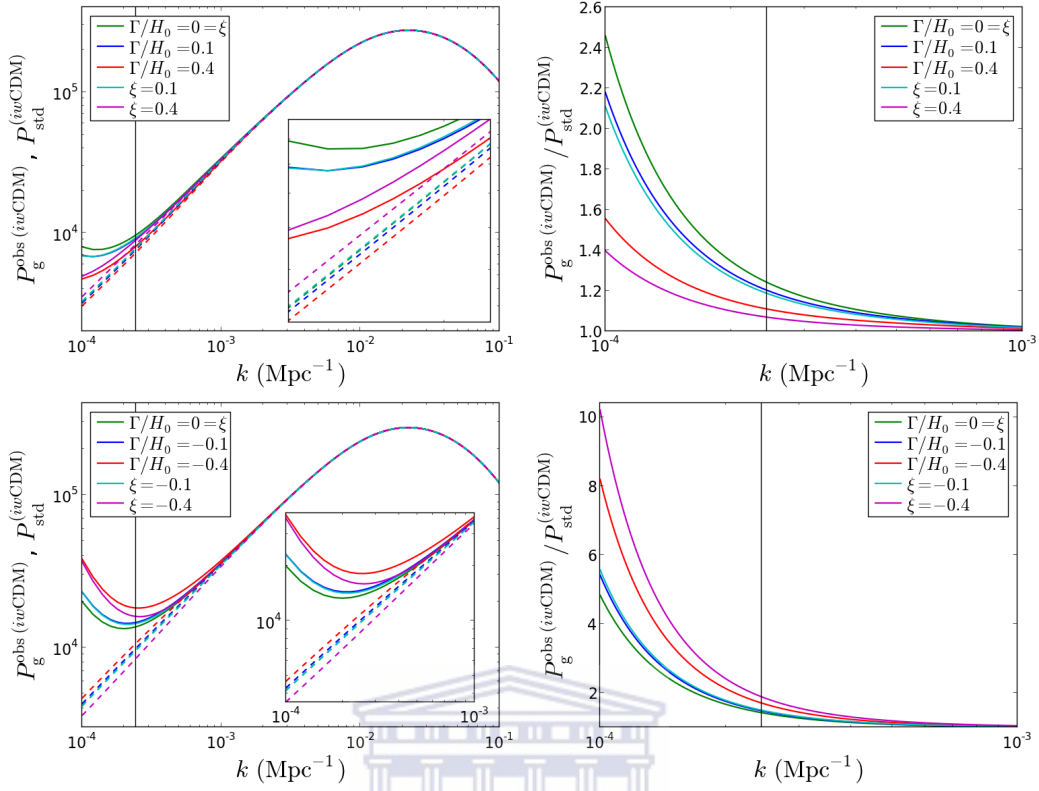 Γ/H₀ = 0 = ξ
Γ/H₀ = 0.1
Γ/H₀ = 0.4
ξ = 0.1
ξ = 0.4
10⁵
10⁴
P_g^obs (iwCDM) , P_std^(iwCDM)
10⁻⁴ 10⁻³ 10⁻² 10⁻¹
k (Mpc⁻¹)
Γ/H₀ = 0 = ξ
Γ/H₀ = 0.1
Γ/H₀ = 0.4
ξ = 0.1
ξ = 0.4
2.6
2.4
2.2
2.0
1.8
1.6
1.4
1.2
1.0
P_g^obs (iwCDM) / P_std^(iwCDM)
10⁻⁴ 10⁻³
k (Mpc⁻¹)
Γ/H₀ = 0 = ξ
Γ/H₀ = −0.1
Γ/H₀ = −0.4
ξ = −0.1
ξ = −0.4
10⁵
10⁴
P_g^obs (iwCDM) , P_std^(iwCDM)
10⁴
10⁻⁴ 10⁻³
10⁻⁴ 10⁻³ 10⁻² 10⁻¹
k (Mpc⁻¹)
Γ/H₀ = 0 = ξ
Γ/H₀ = −0.1
Γ/H₀ = −0.4
ξ = −0.1
ξ = −0.4
10
8
6
4
2
P_g^obs (iwCDM) / P_std^(iwCDM)
10⁻⁴ 10⁻³
k (Mpc⁻¹)